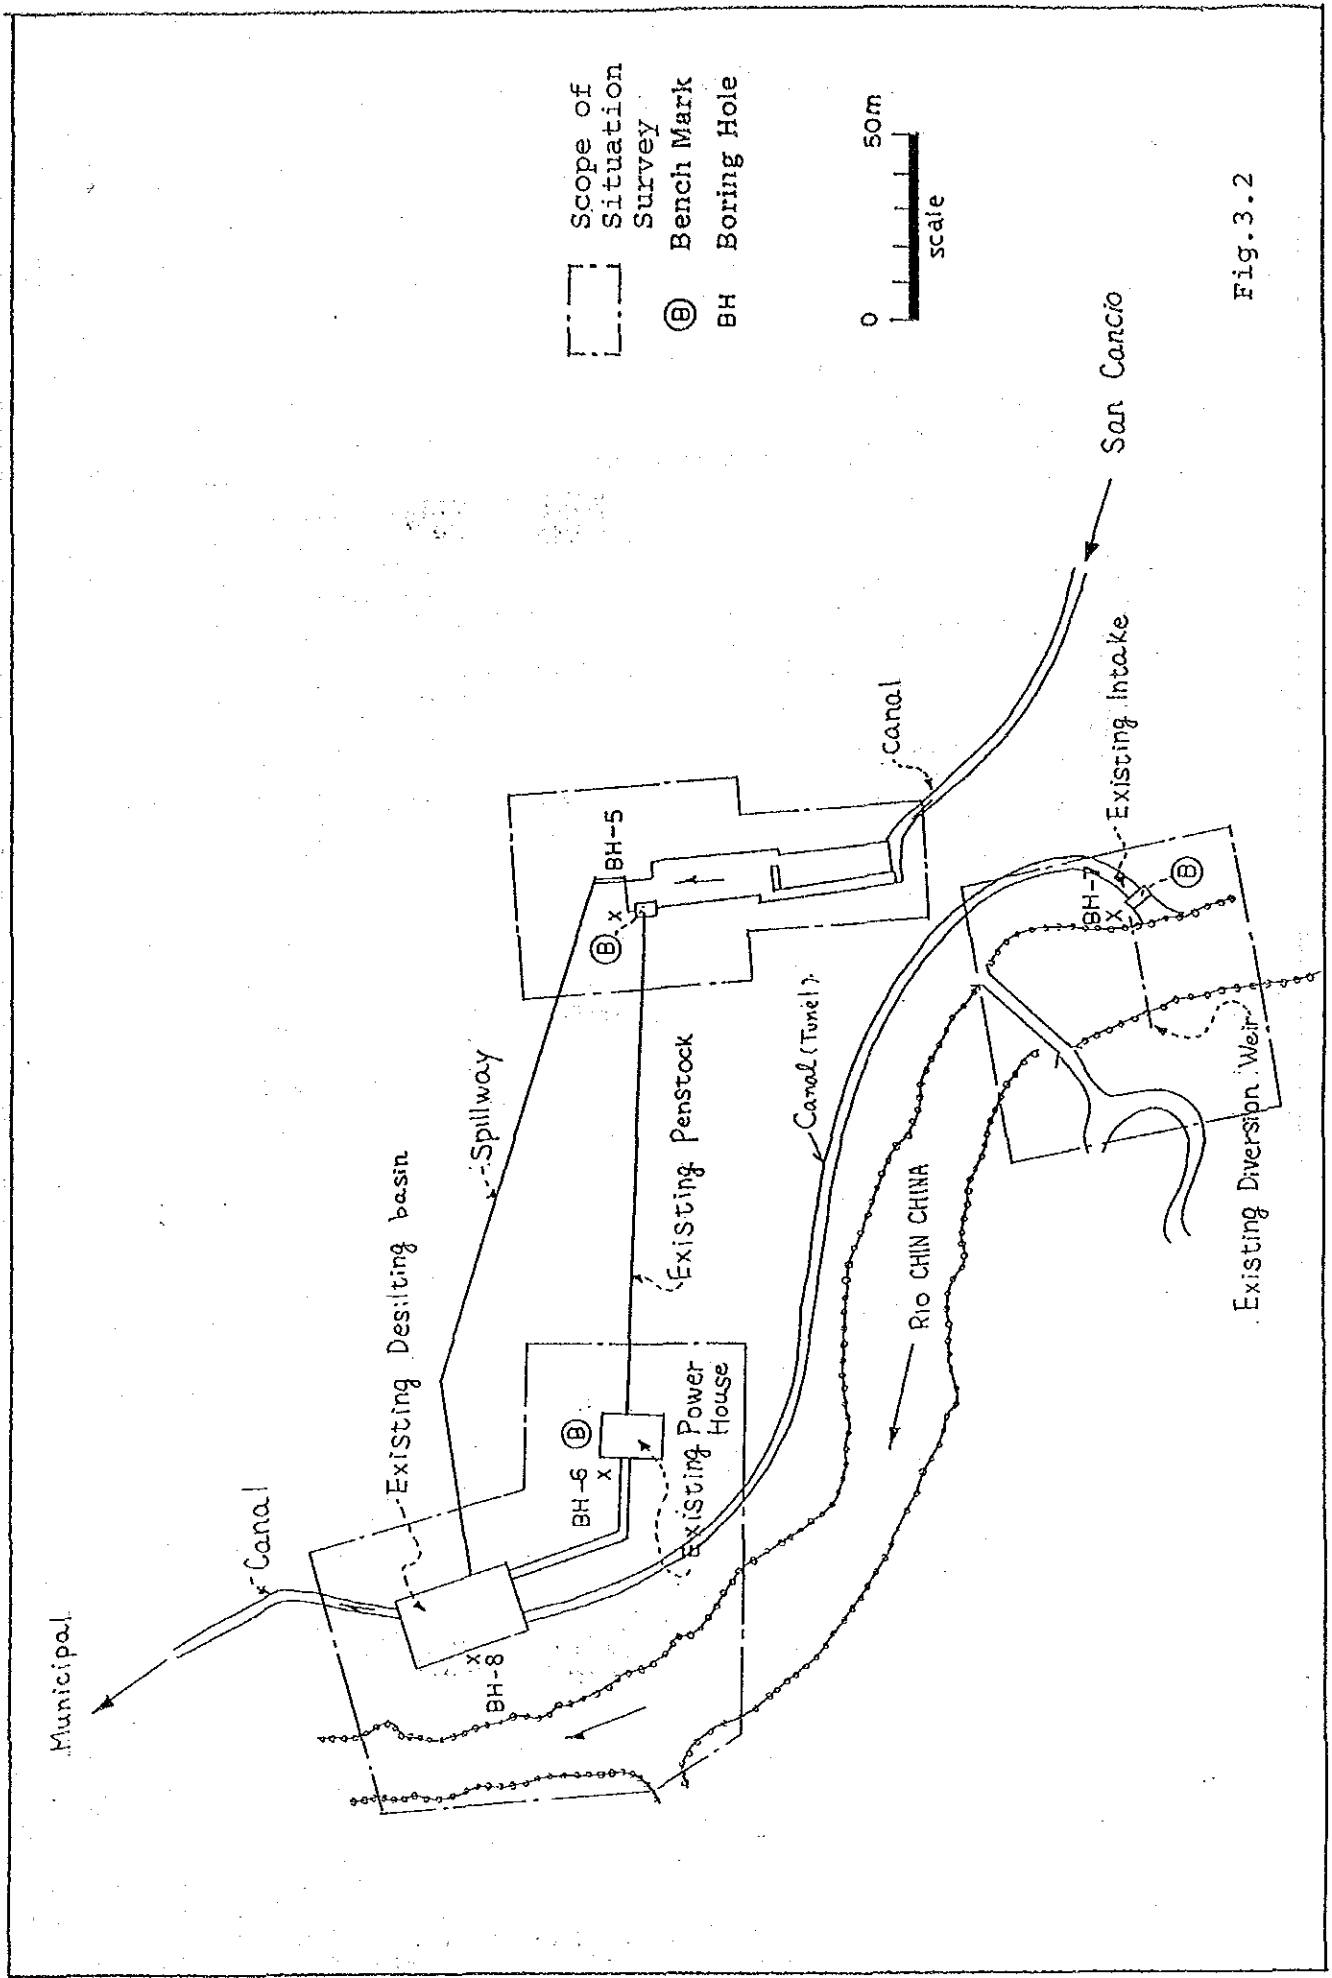 Municipal
Canal
Existing Desilting basin
Spillway
BH-5
B
Scope of
Situation
Survey
B Bench Mark
BH Boring Hole
0 50m
scale
BH-6 B
Existing Power
House
Existing Penstock
BH-8
Canal (Tunel)
Canal
San Cancio
Rio CHIN CHINA
BH-7
Existing Intake
B
Existing Diversion Weir
Fig.3.2